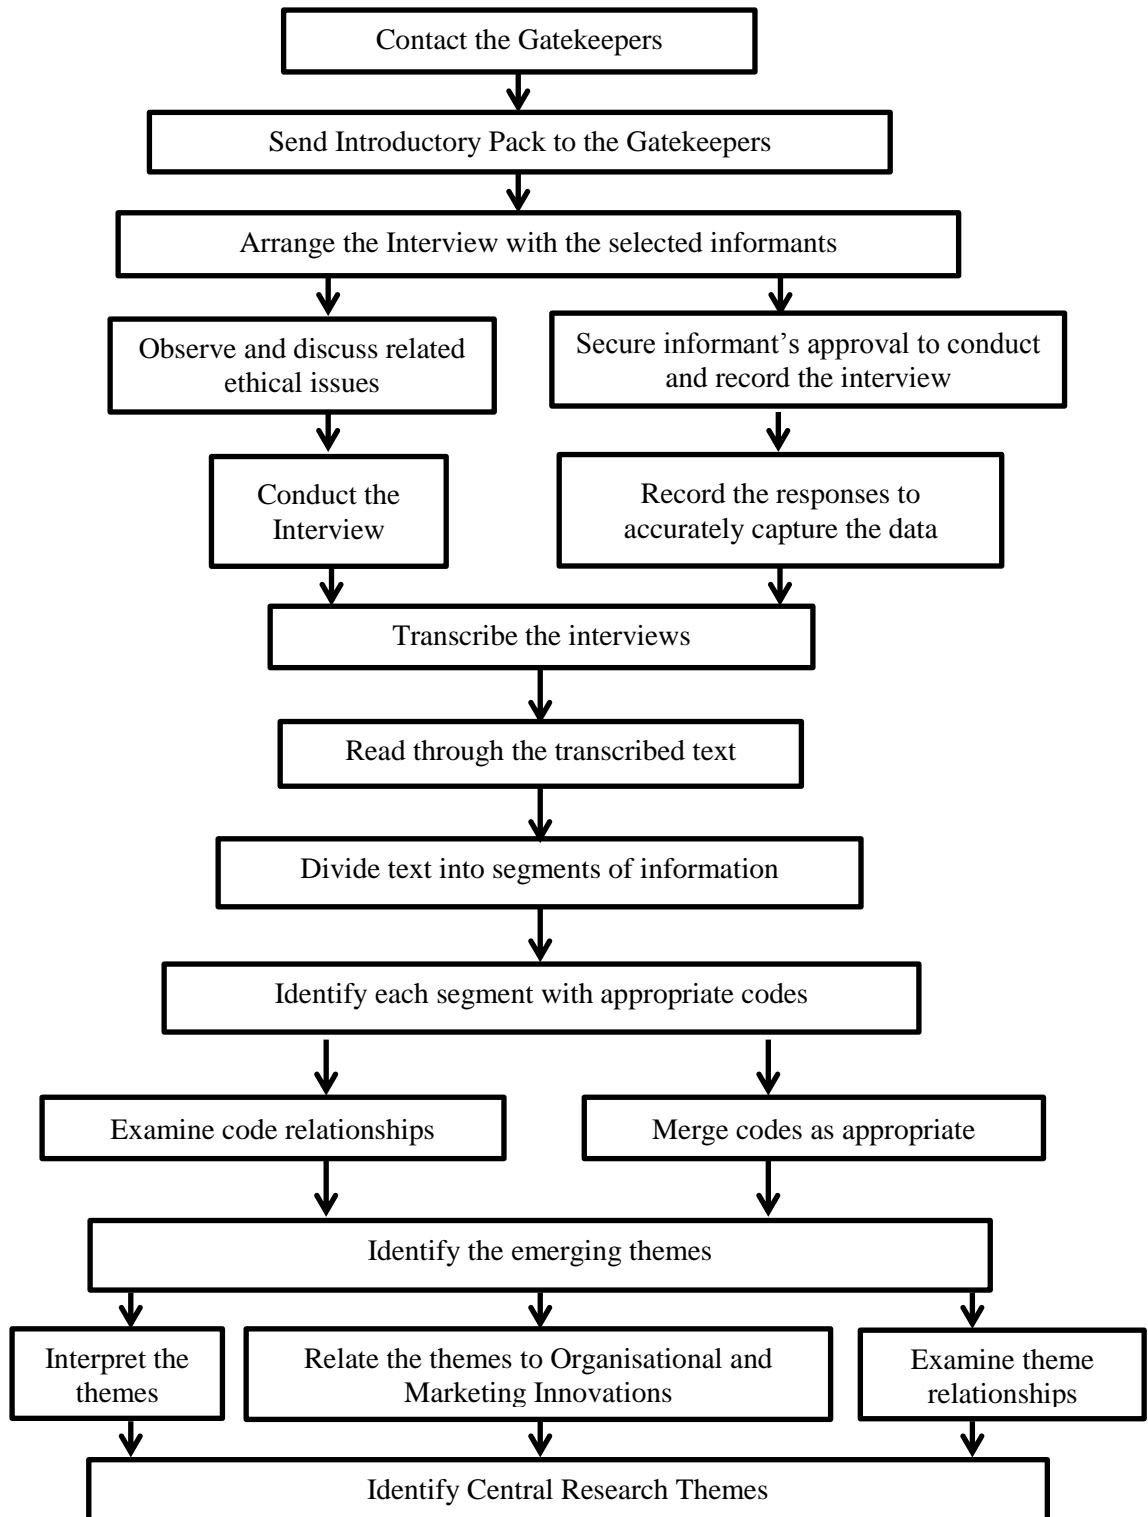 Contact the Gatekeepers
Send Introductory Pack to the Gatekeepers
Arrange the Interview with the selected informants
Observe and discuss related
ethical issues
Secure informant’s approval to conduct
and record the interview
Conduct the
Interview
Record the responses to
accurately capture the data
Transcribe the interviews
Read through the transcribed text
Divide text into segments of information
Identify each segment with appropriate codes
Examine code relationships
Merge codes as appropriate
Identify the emerging themes
Interpret the
themes
Relate the themes to Organisational and
Marketing Innovations
Examine theme
relationships
Identify Central Research Themes